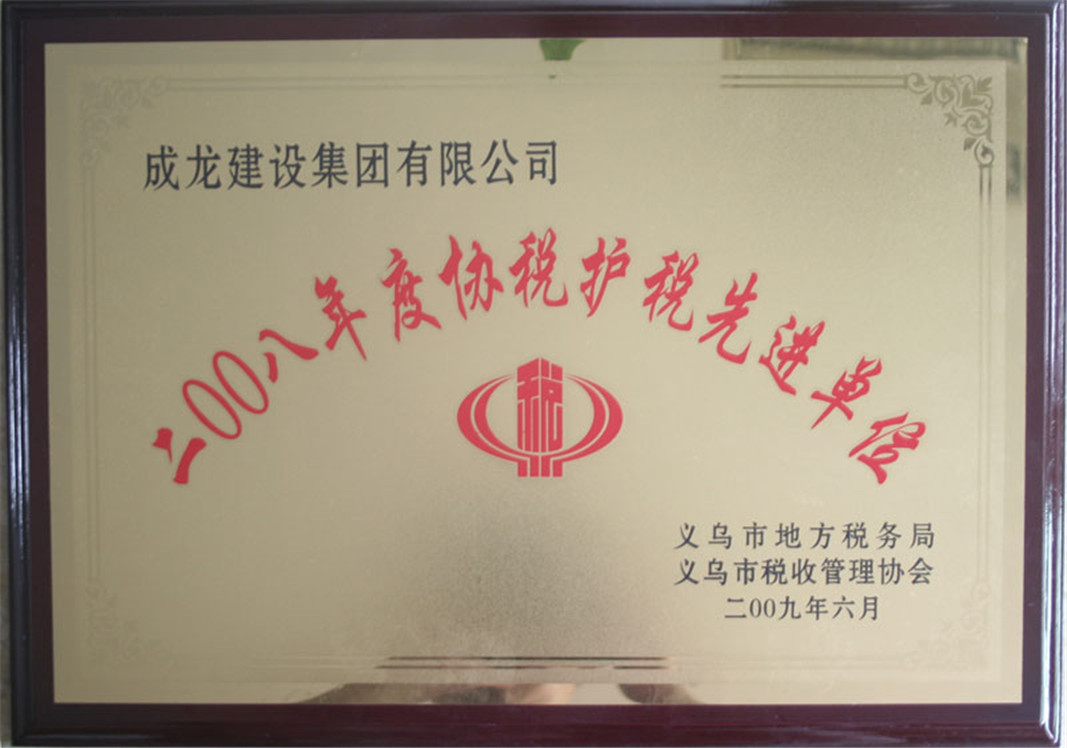 成龙建设集团有限公司
二00八年度协税护税先进单位
税
义乌市地方税务局
义乌市税收管理协会
二00九年六月